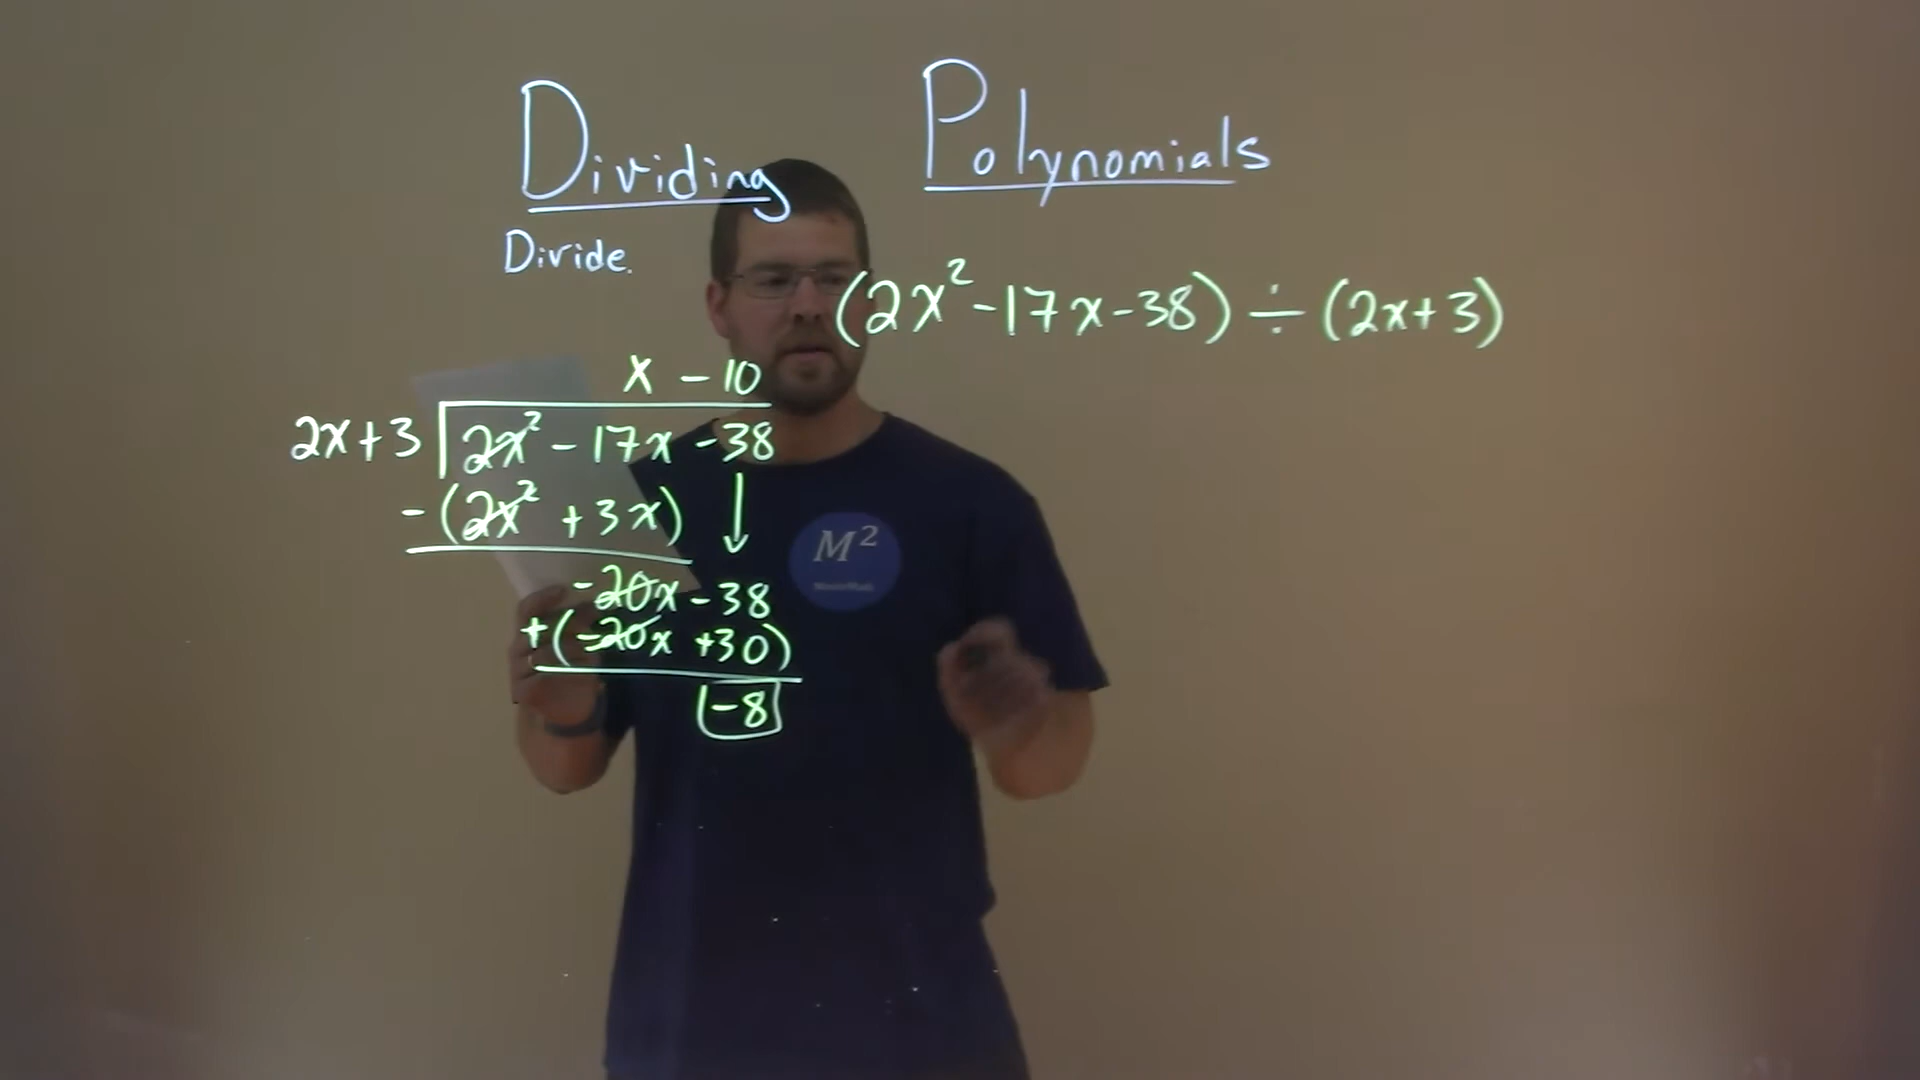 Dividing Polynomials
Divide.
(2x² - 17x - 38) ÷ (2x + 3)
x - 10
2x + 3 2x² - 17x - 38
- (2x² + 3x)
-20x - 38
+ (-20x + 30)
-8
M²